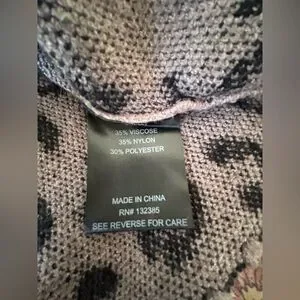 35% VISCOSE
35% NYLON
30% POLYESTER
MADE IN CHINA
RN# 132385
SEE REVERSE FOR CARE